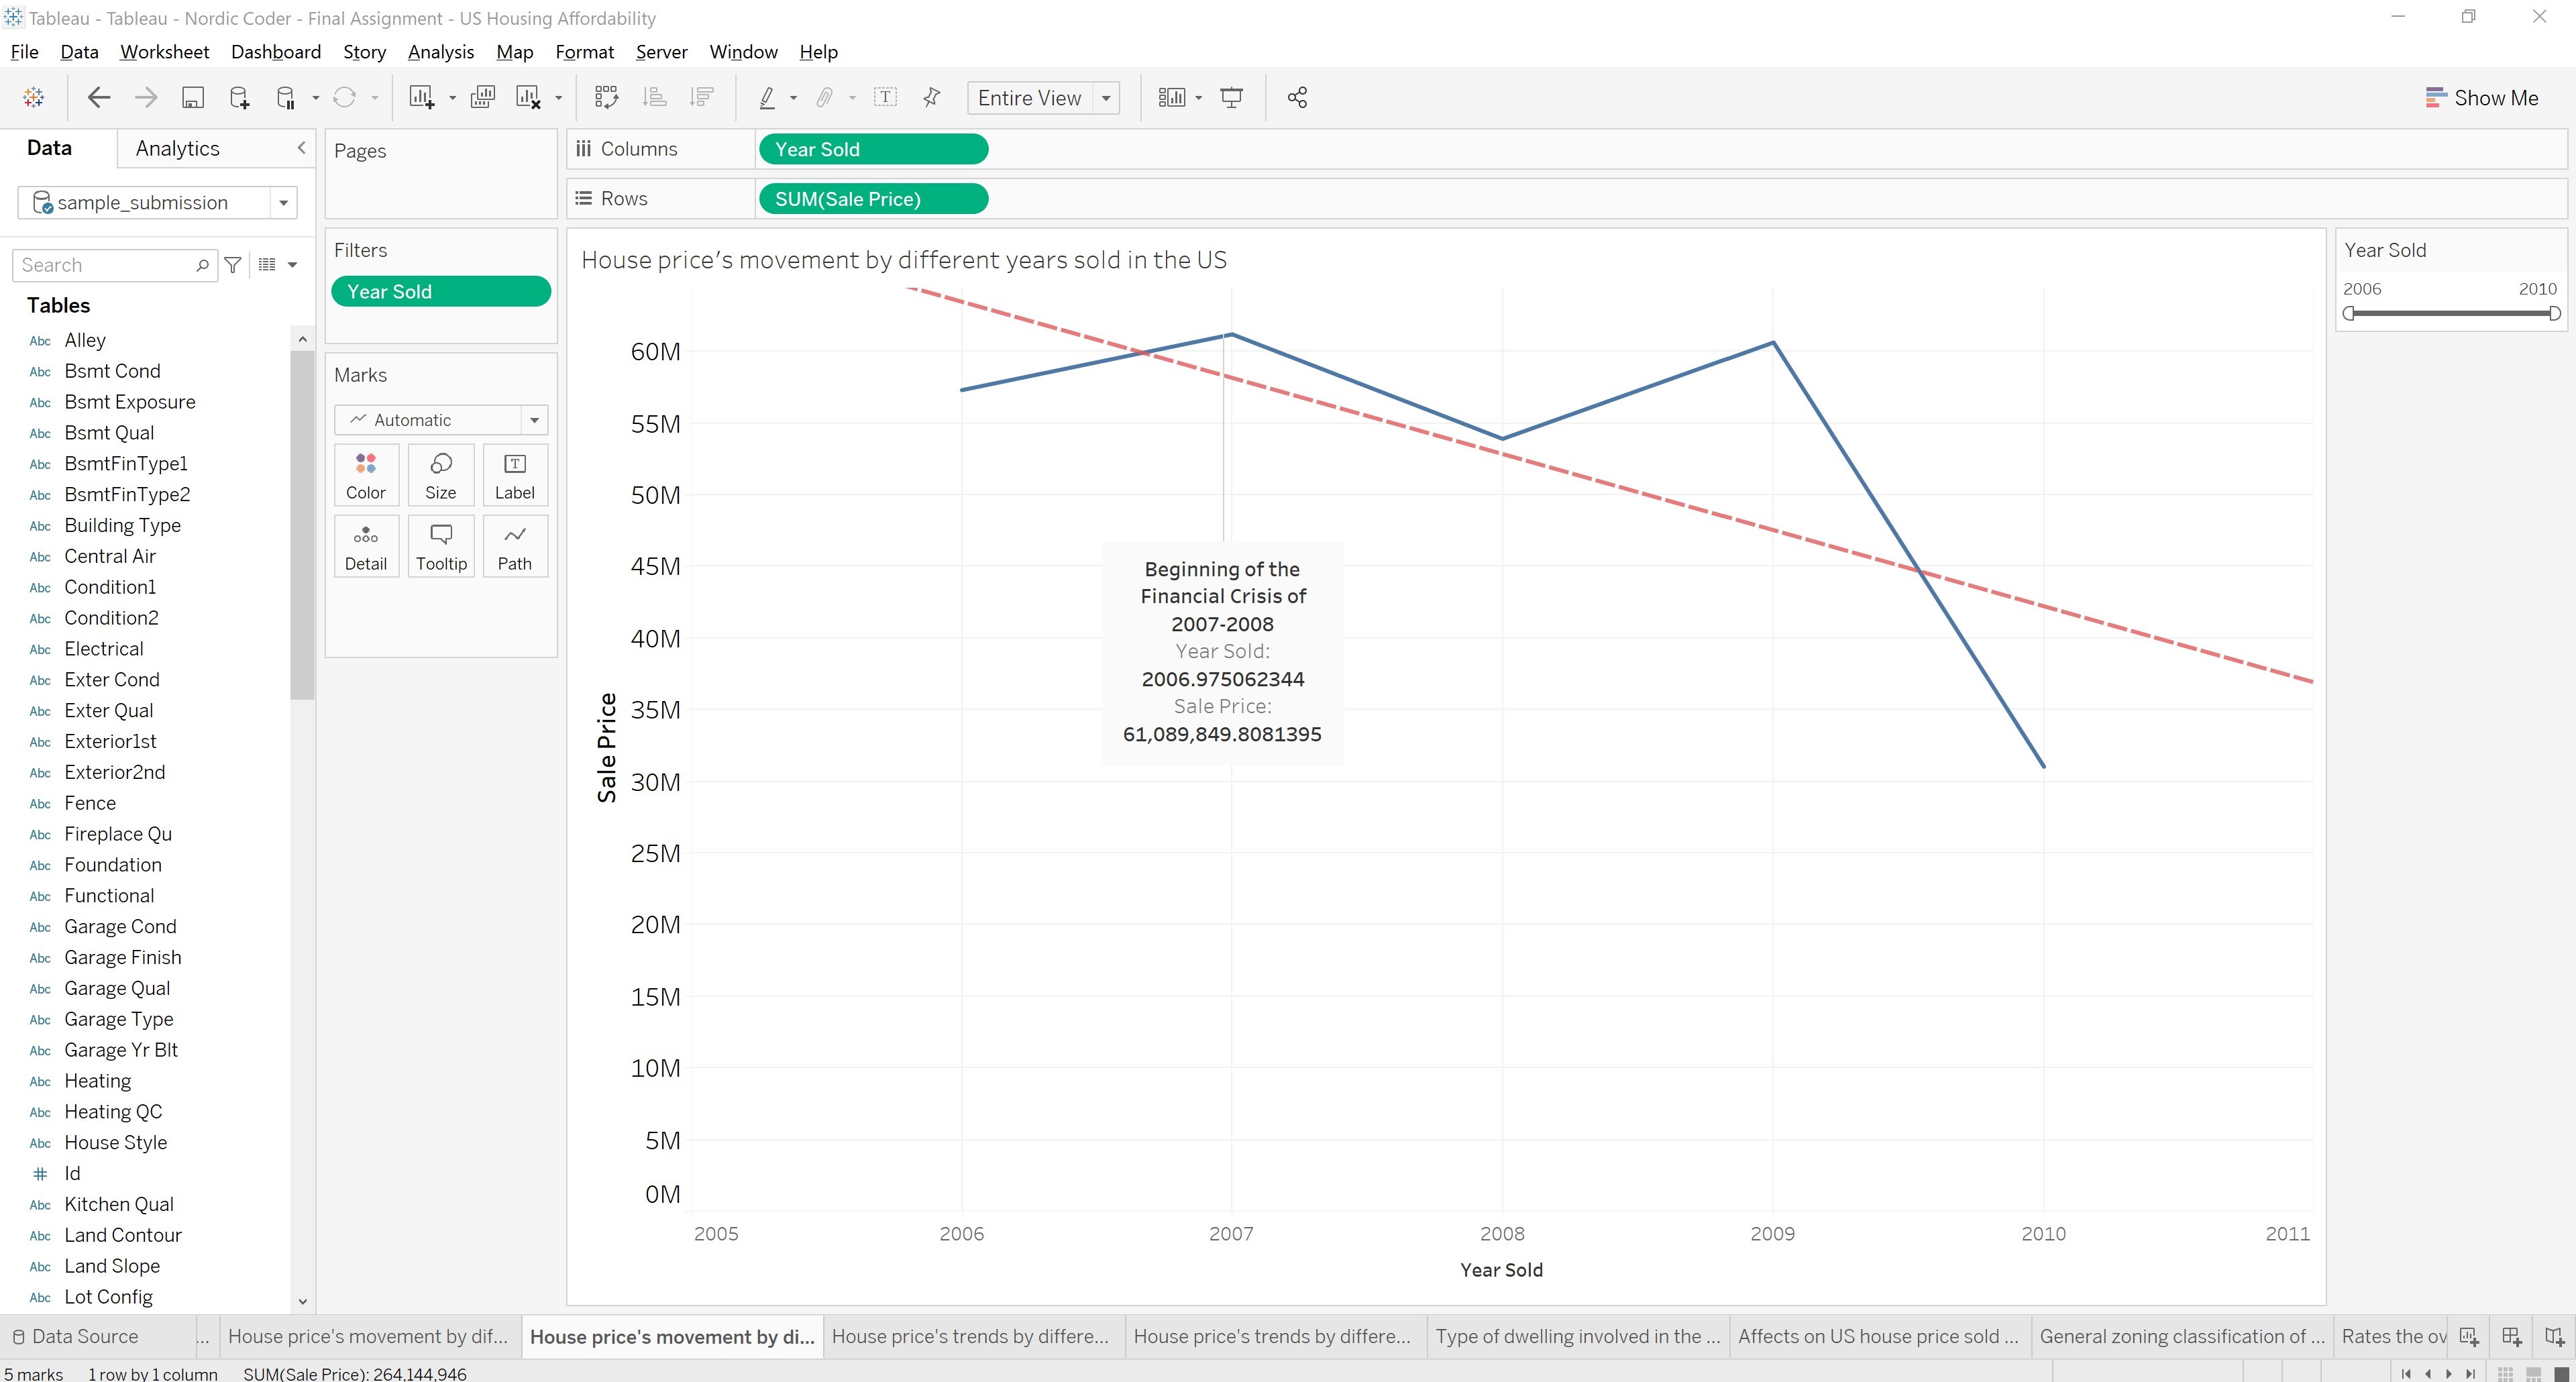 Tableau - Tableau - Nordic Coder - Final Assignment - US Housing Affordability
File Data Worksheet Dashboard Story Analysis Map Format Server Window Help
Entire View
Show Me
Data Analytics
sample_submission
Search
Tables
Abc Alley
Abc Bsmt Cond
Abc Bsmt Exposure
Abc Bsmt Qual
Abc BsmtFinType1
Abc BsmtFinType2
Abc Building Type
Abc Central Air
Abc Condition1
Abc Condition2
Abc Electrical
Abc Exter Cond
Abc Exter Qual
Abc Exterior1st
Abc Exterior2nd
Abc Fence
Abc Fireplace Qu
Abc Foundation
Abc Functional
Abc Garage Cond
Abc Garage Finish
Abc Garage Qual
Abc Garage Type
Abc Garage Yr Blt
Abc Heating
Abc Heating QC
Abc House Style
# Id
Abc Kitchen Qual
Abc Land Contour
Abc Land Slope
Abc Lot Config
Pages
Filters
Year Sold
Marks
Automatic
Color Size Label
Detail Tooltip Path
Columns Year Sold
Rows SUM(Sale Price)
House price's movement by different years sold in the US
Sale Price
60M
55M
50M
45M
40M
35M
30M
25M
20M
15M
10M
5M
0M
Beginning of the
Financial Crisis of
2007-2008
Year Sold:
2006.975062344
Sale Price:
61,089,849.8081395
2005 2006 2007 2008 2009 2010 2011
Year Sold
Year Sold
2006 2010
Data Source ... House price's movement by dif... House price's movement by di... House price's trends by differe... House price's trends by differe... Type of dwelling involved in the ... Affects on US house price sold ... General zoning classification of ... Rates the ov
5 marks 1 row by 1 column SUM(Sale Price): 264,144,946